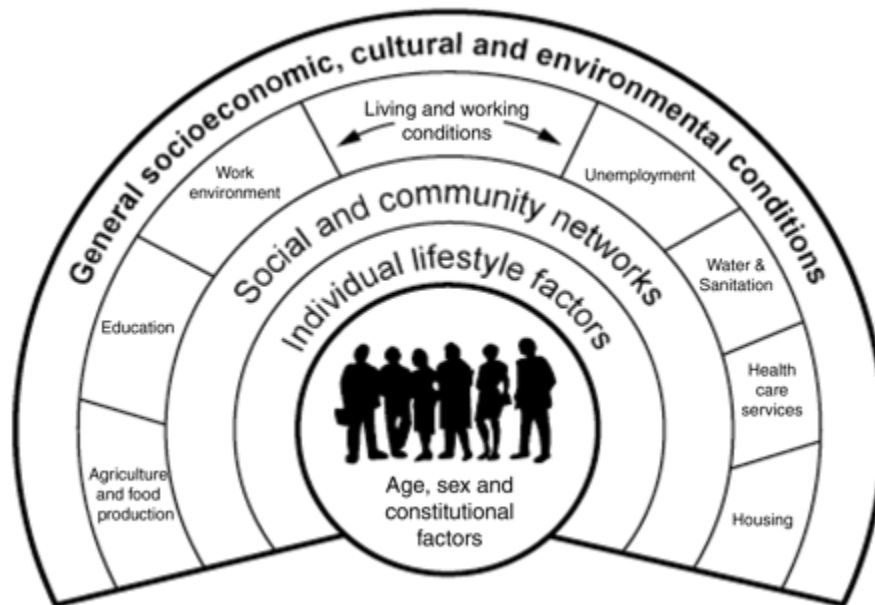 General socioeconomic, cultural and environmental conditions
Living and working
conditions
Work
environment
Unemployment
Education
Water &
Sanitation
Agriculture
and food
production
Health
care
services
Housing
Social and community networks
Individual lifestyle factors
Age, sex and
constitutional
factors